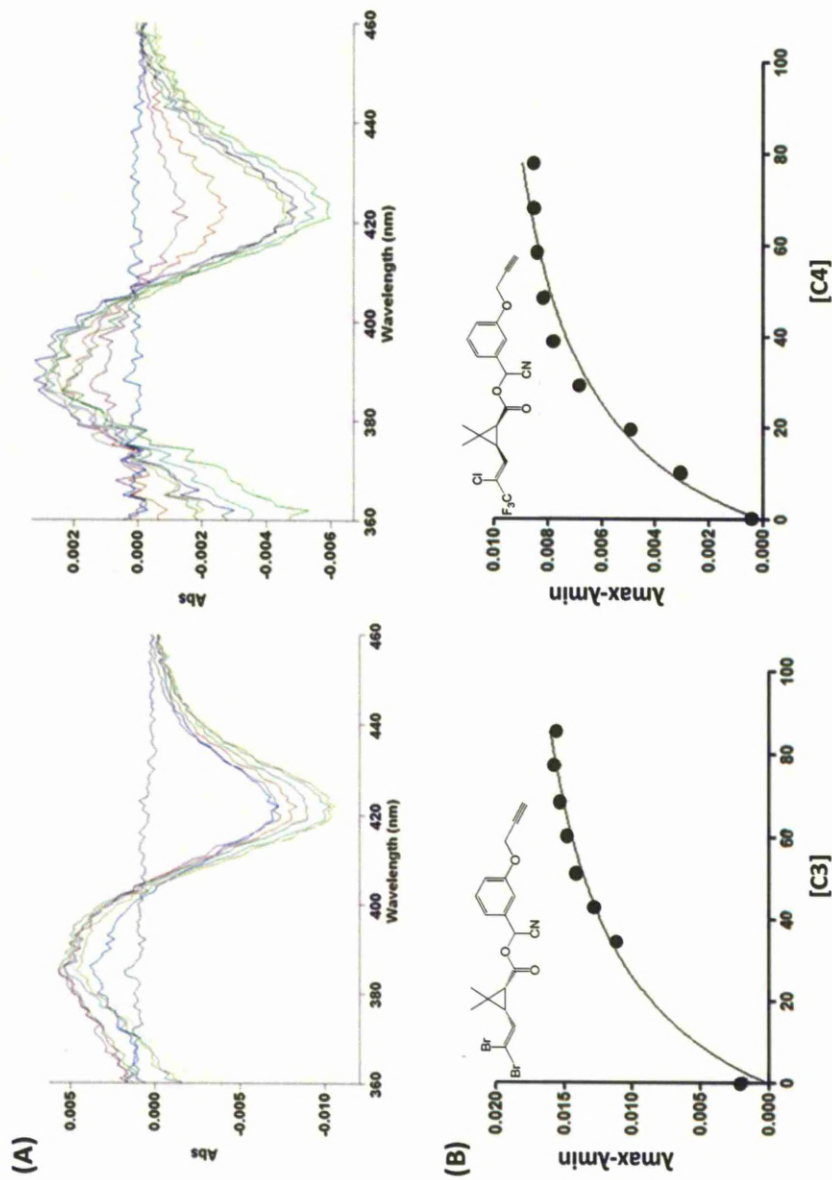 (A)
Abs
0.005
0.000
-0.005
-0.010
360
380
400
420
440
460
Wavelength (nm)
Abs
0.002
0.000
-0.002
-0.004
-0.006
360
380
400
420
440
460
Wavelength (nm)
(B)
λmax-λmin
0.020
0.015
0.010
0.005
0.000
0
20
40
60
80
100
[C3]
Br
Br
O
O
CN
O
λmax-λmin
0.010
0.008
0.006
0.004
0.002
0.000
0
20
40
60
80
100
[C4]
F₃C
Cl
O
O
CN
O